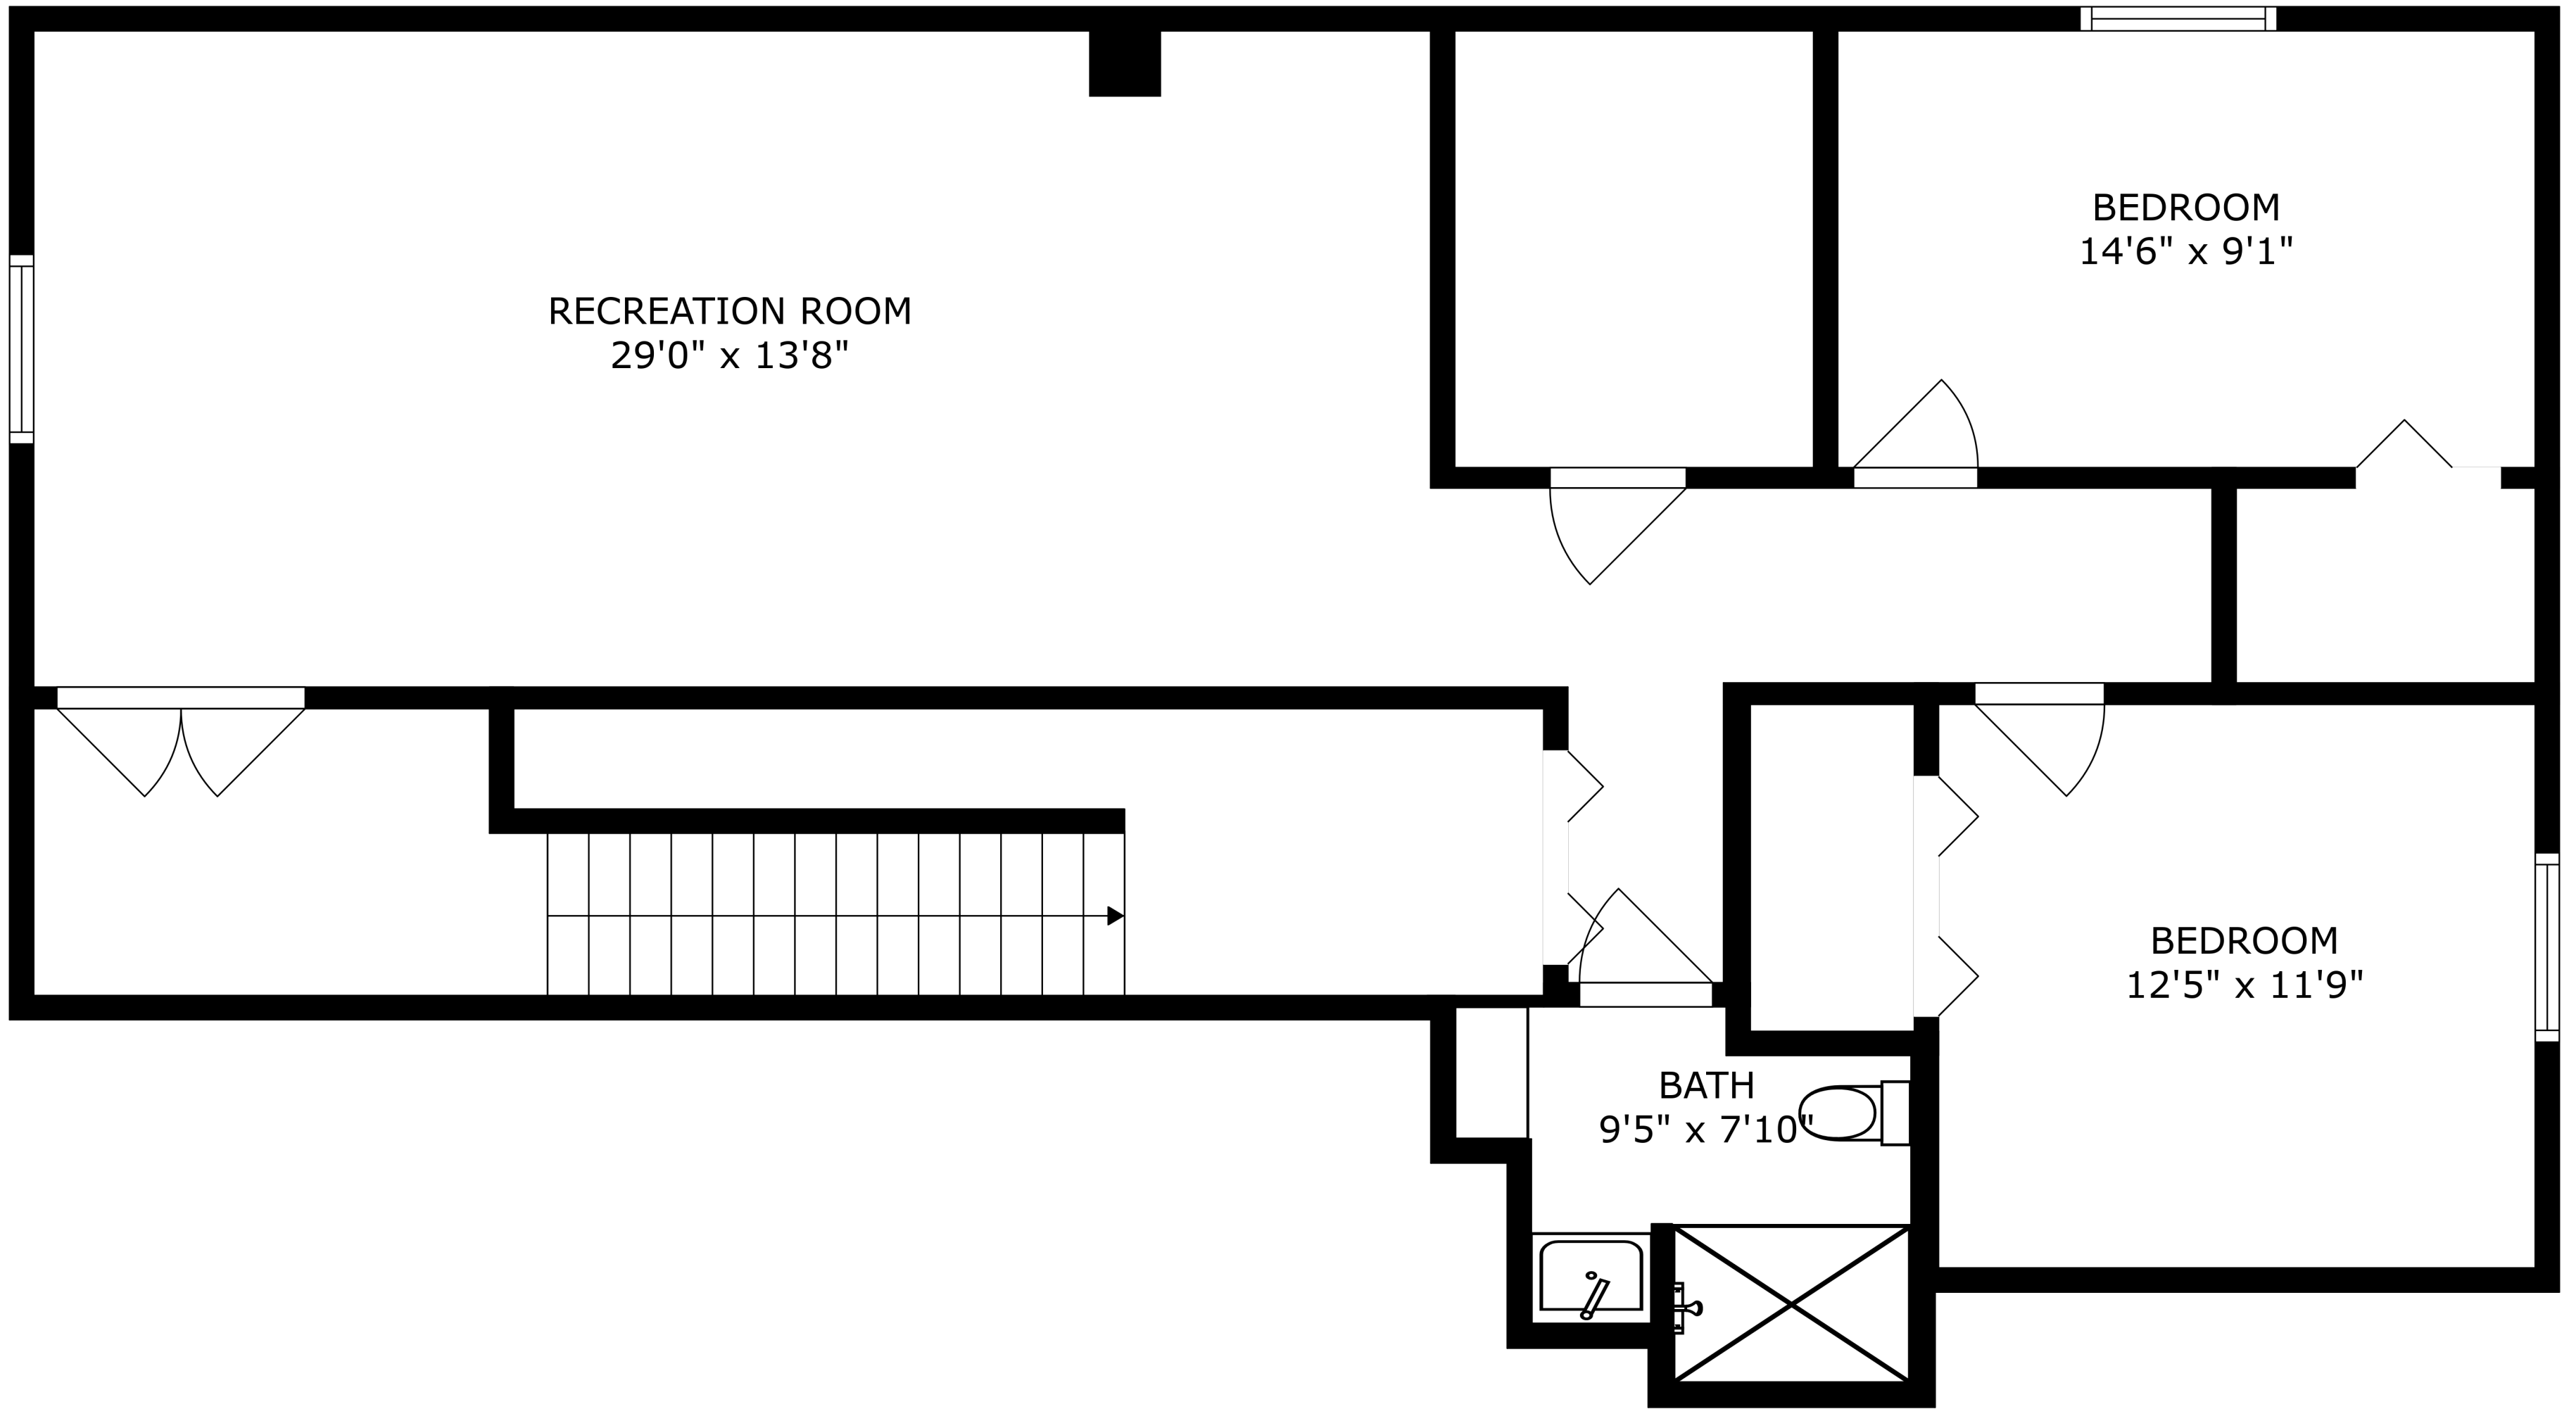 RECREATION ROOM
29'0" x 13'8"
BEDROOM
14'6" x 9'1"
BEDROOM
12'5" x 11'9"
BATH
9'5" x 7'10"